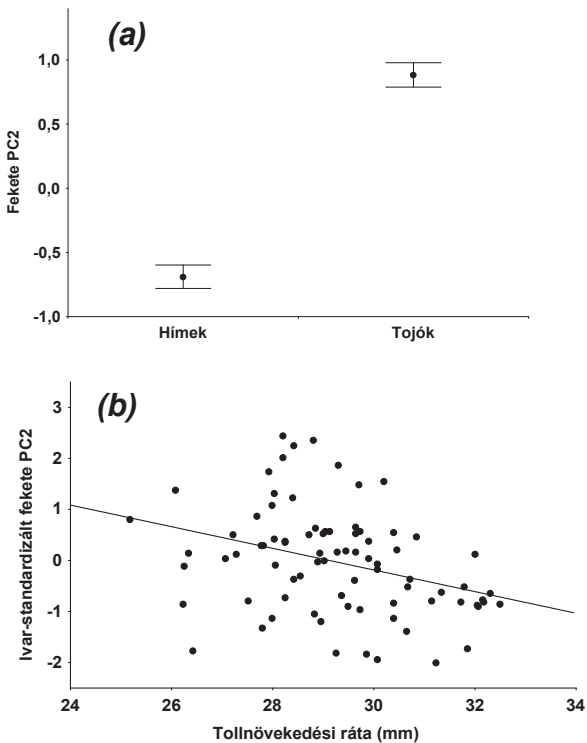 (a)
Fekete PC2
1,0
0,5
0,0
-0,5
-1,0
Hímek Tojók
(b)
Ivar-standardizált fekete PC2
3
2
1
0
-1
-2
24 26 28 30 32 34
Tollnövekedési ráta (mm)